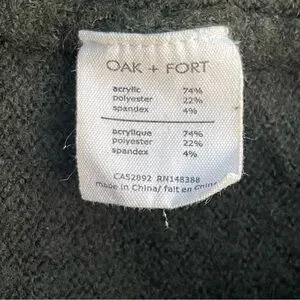 OAK + FORT
acrylic 74%
polyester 22%
spandex 4%
acrylique 74%
polyester 22%
spandex 4%
CA52892 RN148388
made in China/ fait en China